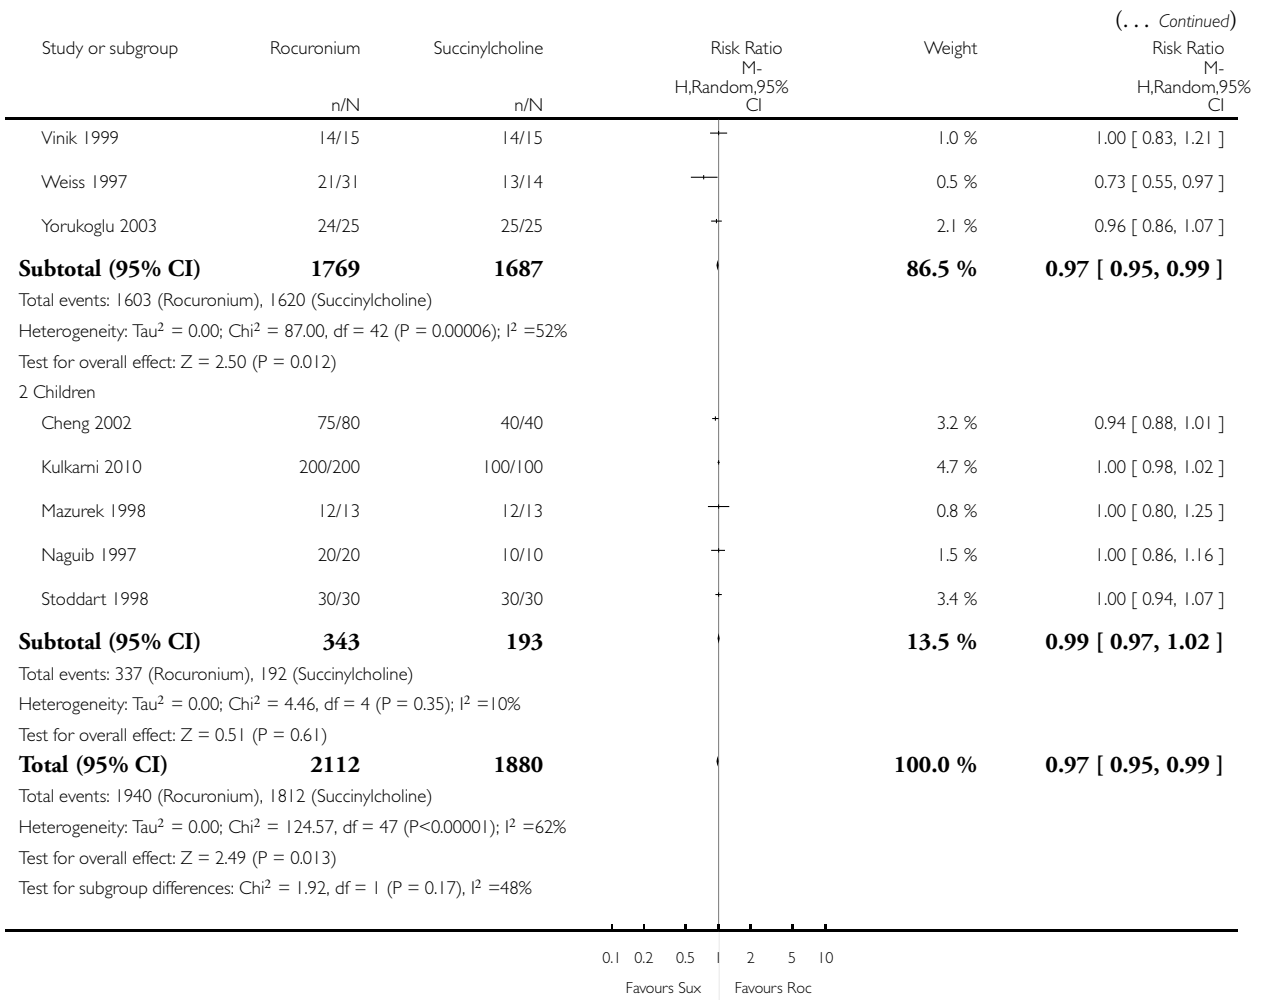 (... Continued)
Study or subgroup Rocuronium Succinylcholine Risk Ratio Weight Risk Ratio
M- M-
H,Random,95% H,Random,95%
n/N n/N CI CI
Vinik 1999 14/15 14/15 1.0 % 1.00 [ 0.83, 1.21 ]
Weiss 1997 21/31 13/14 0.5 % 0.73 [ 0.55, 0.97 ]
Yorukoglu 2003 24/25 25/25 2.1 % 0.96 [ 0.86, 1.07 ]
Subtotal (95% CI) 1769 1687 86.5 % 0.97 [ 0.95, 0.99 ]
Total events: 1603 (Rocuronium), 1620 (Succinylcholine)
Heterogeneity: Tau² = 0.00; Chi² = 87.00, df = 42 (P = 0.00006); I² =52%
Test for overall effect: Z = 2.50 (P = 0.012)
2 Children
Cheng 2002 75/80 40/40 3.2 % 0.94 [ 0.88, 1.01 ]
Kulkarni 2010 200/200 100/100 4.7 % 1.00 [ 0.98, 1.02 ]
Mazurek 1998 12/13 12/13 0.8 % 1.00 [ 0.80, 1.25 ]
Naguib 1997 20/20 10/10 1.5 % 1.00 [ 0.86, 1.16 ]
Stoddart 1998 30/30 30/30 3.4 % 1.00 [ 0.94, 1.07 ]
Subtotal (95% CI) 343 193 13.5 % 0.99 [ 0.97, 1.02 ]
Total events: 337 (Rocuronium), 192 (Succinylcholine)
Heterogeneity: Tau² = 0.00; Chi² = 4.46, df = 4 (P = 0.35); I² =10%
Test for overall effect: Z = 0.51 (P = 0.61)
Total (95% CI) 2112 1880 100.0 % 0.97 [ 0.95, 0.99 ]
Total events: 1940 (Rocuronium), 1812 (Succinylcholine)
Heterogeneity: Tau² = 0.00; Chi² = 124.57, df = 47 (P<0.00001); I² =62%
Test for overall effect: Z = 2.49 (P = 0.013)
Test for subgroup differences: Chi² = 1.92, df = 1 (P = 0.17), I² =48%
0.1 0.2 0.5 1 2 5 10
Favours Sux Favours Roc